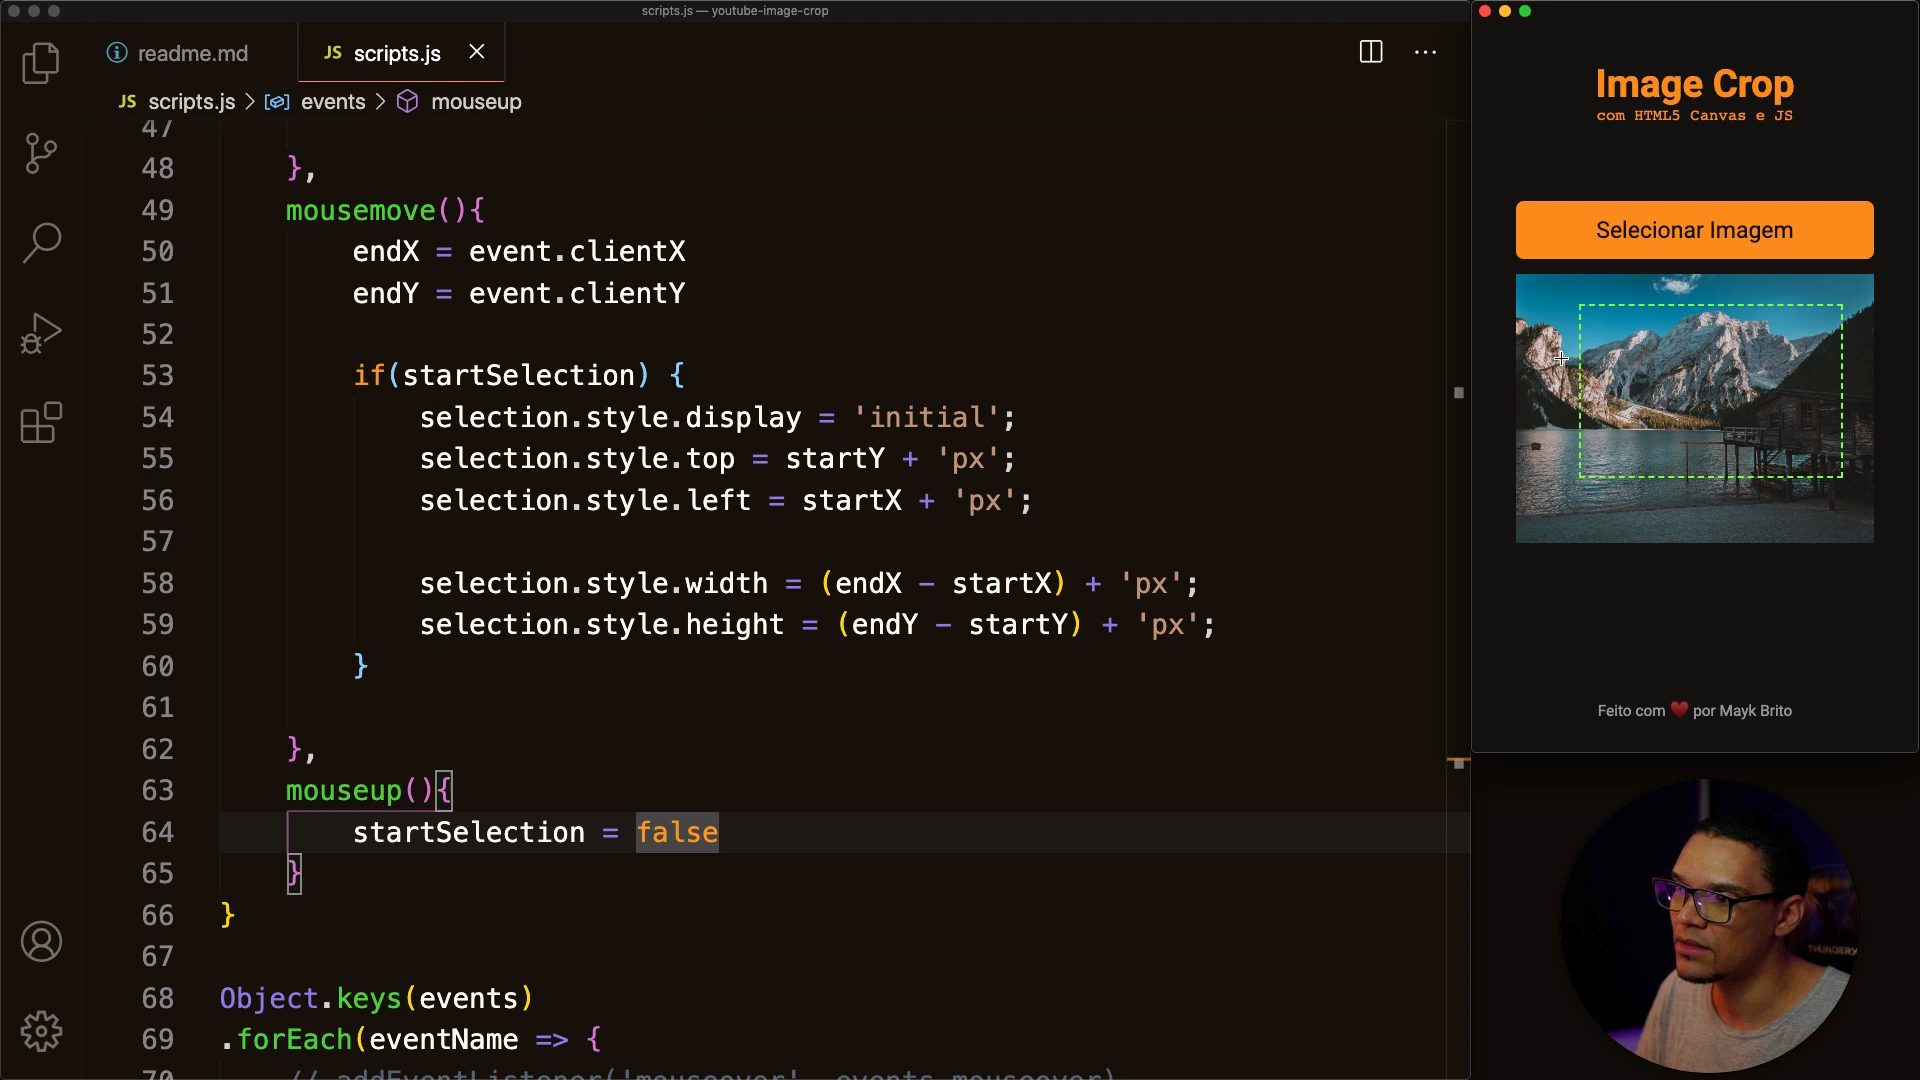 scripts.js — youtube-image-crop
readme.md
JS scripts.js
JS scripts.js > events > mouseup
47
48 },
49 mousemove(){
50 endX = event.clientX
51 endY = event.clientY
52
53 if(startSelection) {
54 selection.style.display = 'initial';
55 selection.style.top = startY + 'px';
56 selection.style.left = startX + 'px';
57
58 selection.style.width = (endX - startX) + 'px';
59 selection.style.height = (endY - startY) + 'px';
60 }
61
62 },
63 mouseup(){
64 startSelection = false
65 }
66 }
67
68 Object.keys(events)
69 .forEach(eventName => {
70 // addEventListener('mouseover', events.mouseover)
Image Crop
com HTML5 Canvas e JS
Selecionar Imagem
Feito com ❤️ por Mayk Brito